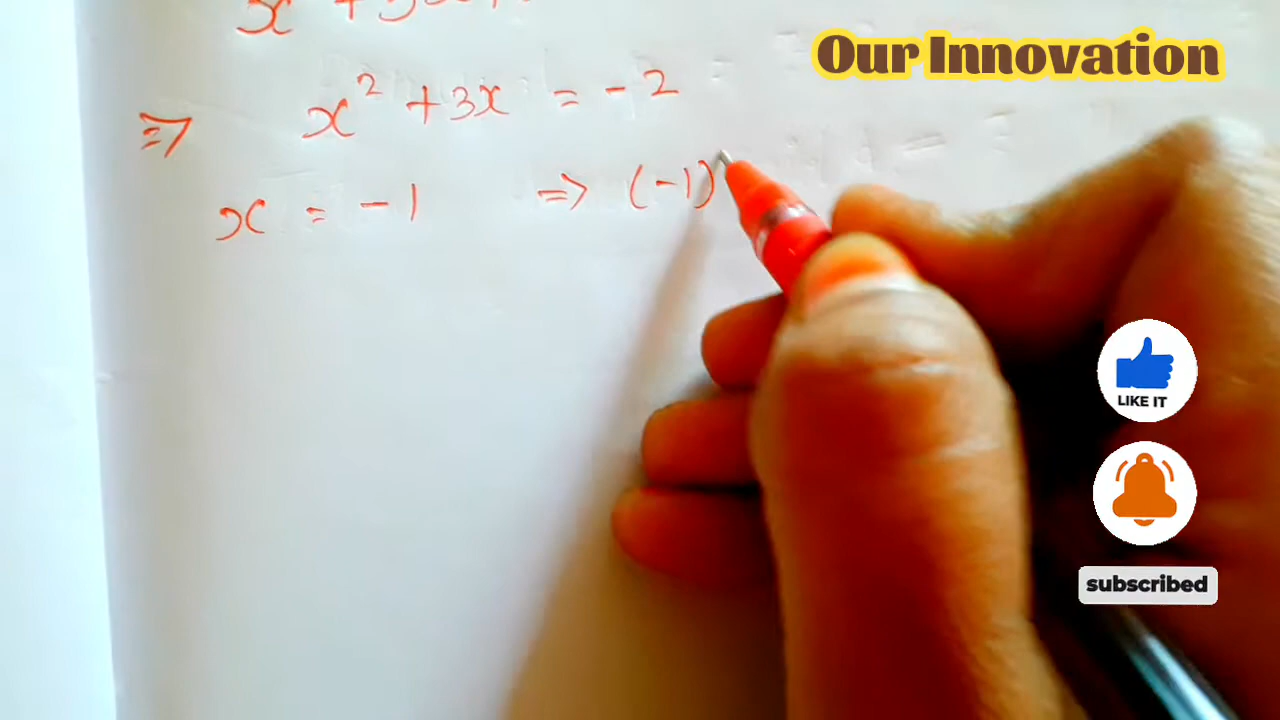 Our Innovation
⇒ x² + 3x = -2
x = -1 ⇒ (-1)
LIKE IT
subscribed